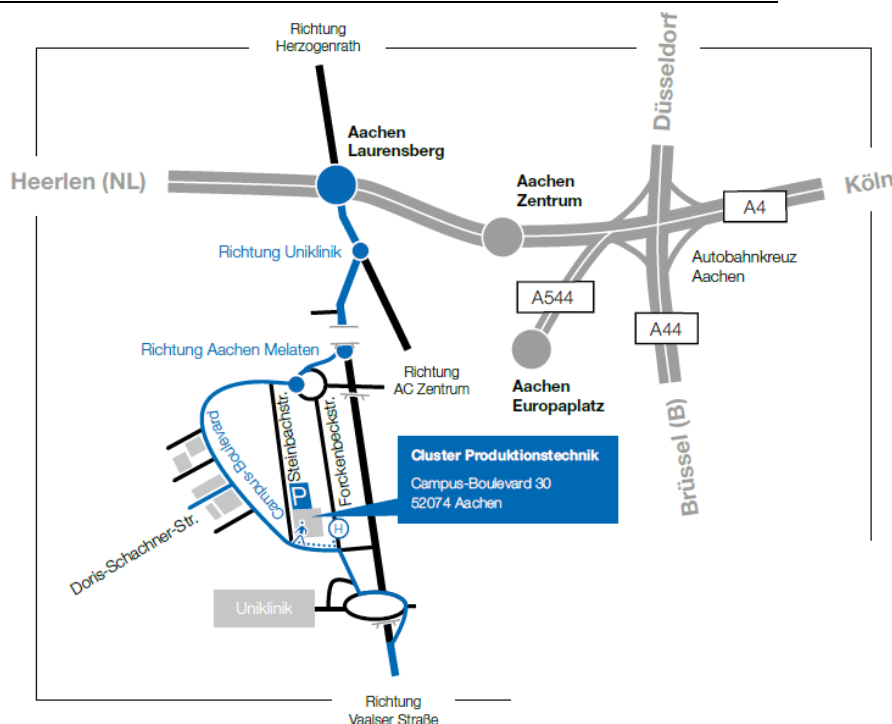 Richtung
Herzogenrath
Düsseldorf
Aachen
Laurensberg
Heerlen (NL)
Aachen
Zentrum
Köln
A4
Richtung Uniklinik
Autobahnkreuz
Aachen
A544
A44
Richtung Aachen Melaten
Richtung
AC Zentrum
Aachen
Europaplatz
Brüssel (B)
Campus-Boulevard
Steinbachstr.
Forckenbeckstr.
Cluster Produktionstechnik
Campus-Boulevard 30
52074 Aachen
P
H
Doris-Schachner-Str.
Uniklinik
Richtung
Vaalser Straße